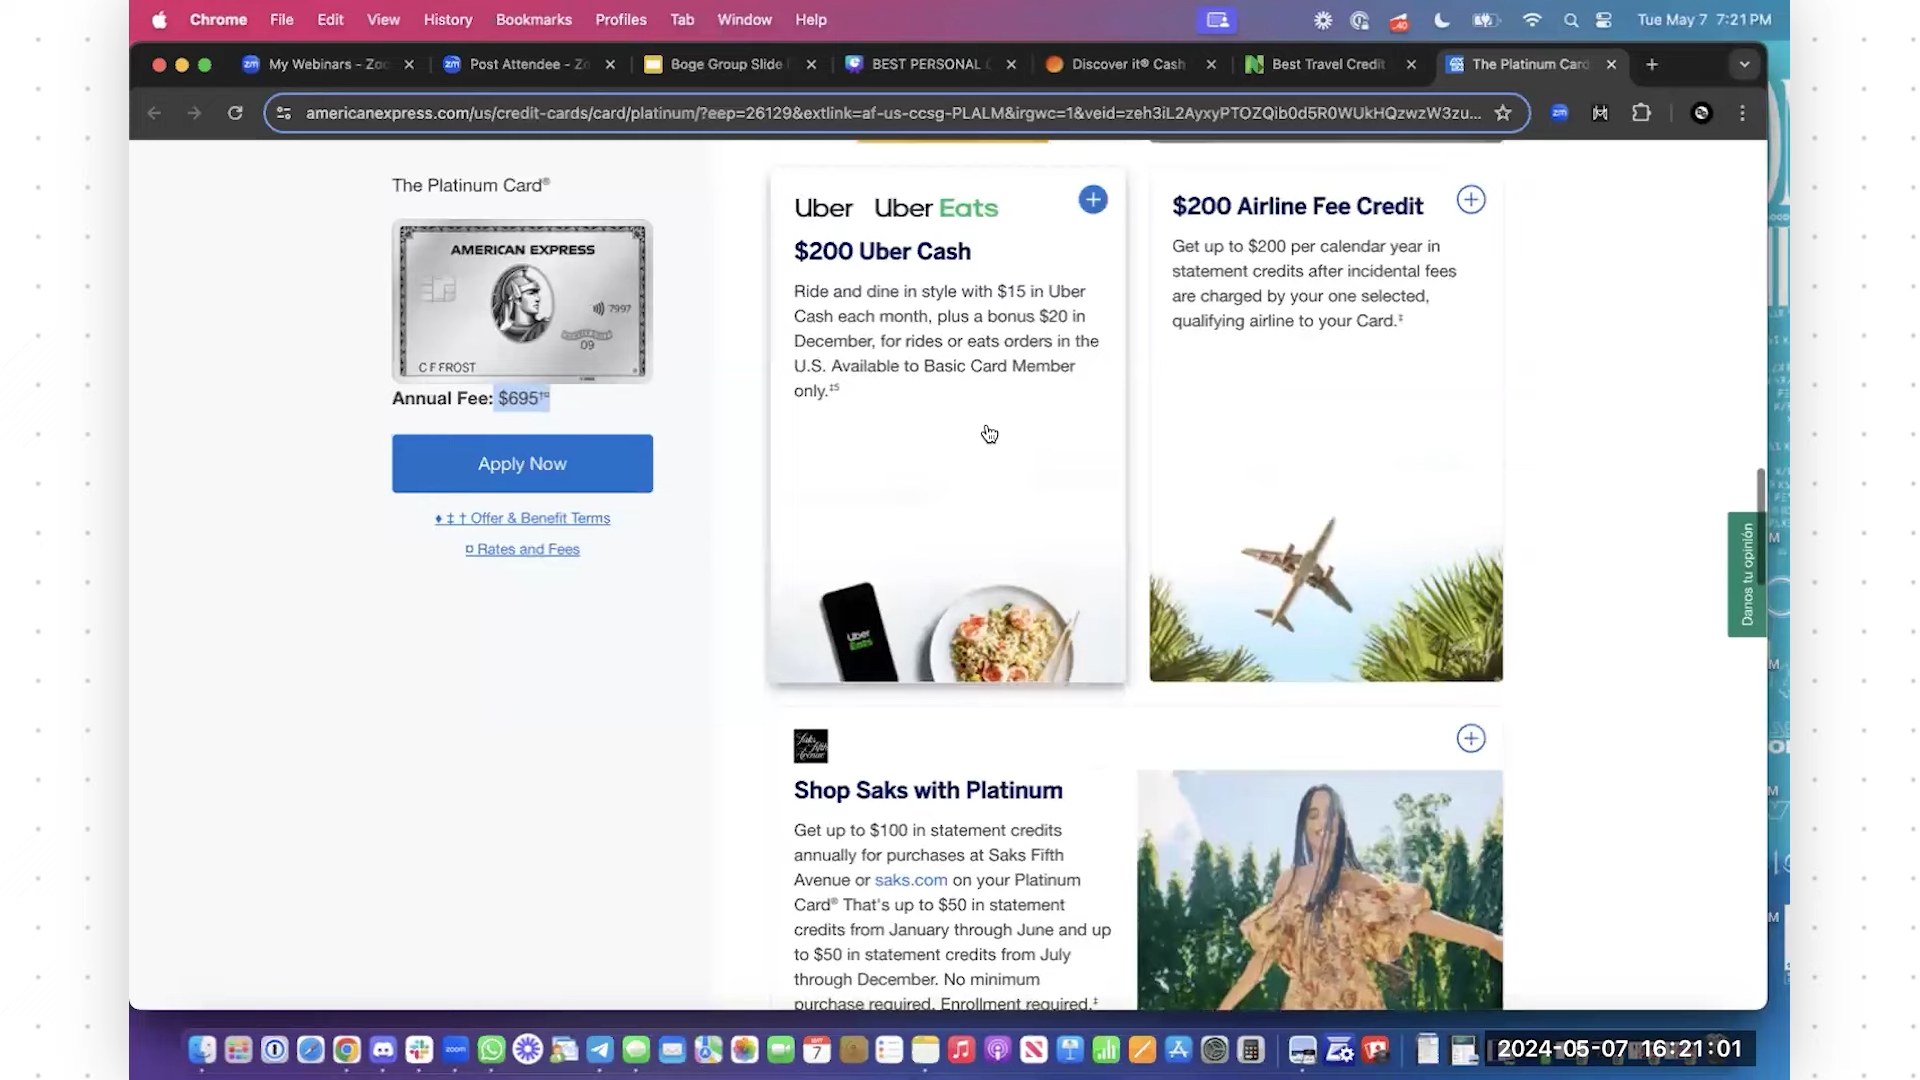 Chrome File Edit View History Bookmarks Profiles Tab Window Help
Tue May 7 7:21 PM
My Webinars - Zoo
Post Attendee - Zo
Boge Group Slide
BEST PERSONAL
Discover it® Cash
Best Travel Credit
The Platinum Card
americanexpress.com/us/credit-cards/card/platinum/?eep=26129&extlink=af-us-ccsg-PLALM&irgwc=1&veid=zeh3iL2AyxyPTOZQib0d5R0WUkHQzwzW3zu...
The Platinum Card®
AMERICAN EXPRESS
7997
09
C F FROST
Annual Fee: $695†¤
Apply Now
♦ ‡ † Offer & Benefit Terms
¤ Rates and Fees
Uber Uber Eats
$200 Uber Cash
Ride and dine in style with $15 in Uber
Cash each month, plus a bonus $20 in
December, for rides or eats orders in the
U.S. Available to Basic Card Member
only.‡5
Uber
Eats
$200 Airline Fee Credit
Get up to $200 per calendar year in
statement credits after incidental fees
are charged by your one selected,
qualifying airline to your Card.‡
Saks
Fifth
Avenue
Shop Saks with Platinum
Get up to $100 in statement credits
annually for purchases at Saks Fifth
Avenue or saks.com on your Platinum
Card® That's up to $50 in statement
credits from January through June and up
to $50 in statement credits from July
through December. No minimum
purchase required. Enrollment required.‡
Danos tu opinión
zoom
MAY
7
2024-05-07 16:21:01